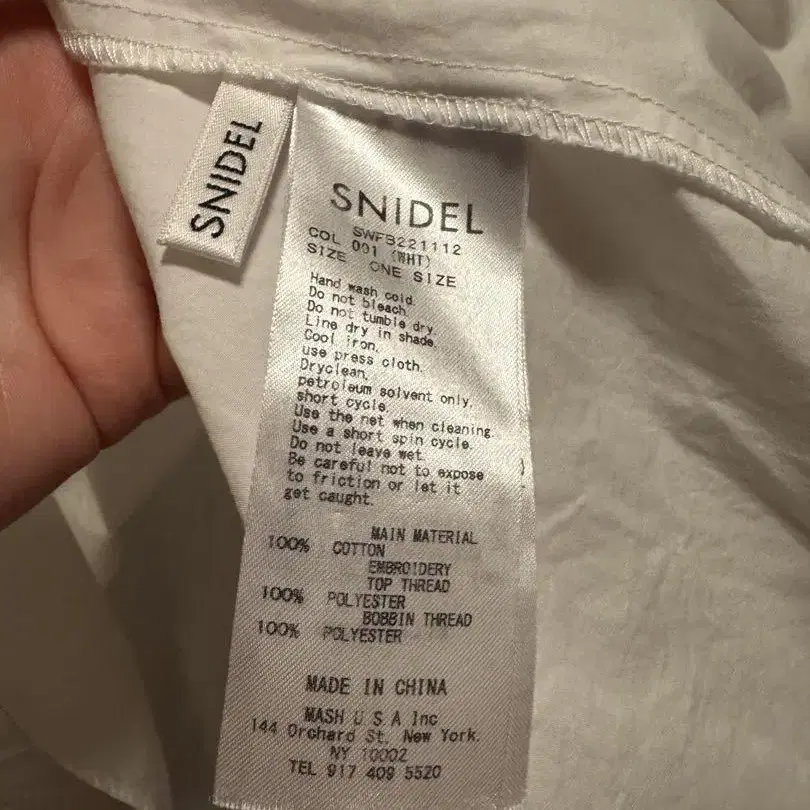 SNIDEL
SNIDEL
SWFB221112
COL 001 (WHT)
SIZE ONE SIZE
Hand wash cold.
Do not bleach.
Do not tumble dry.
Line dry in shade.
Cool iron.
use press cloth.
Dryclean.
petroleum solvent only.
short cycle.
Use the net when cleaning.
Use a short spin cycle.
Do not leave wet.
Be careful not to expose
to friction or let it
get caught.
MAIN MATERIAL
100% COTTON
EMBROIDERY
TOP THREAD
100% POLYESTER
BOBBIN THREAD
100% POLYESTER
MADE IN CHINA
MASH U S A Inc
144 Orchard St, New York.
NY 10002
TEL 917 409 5520